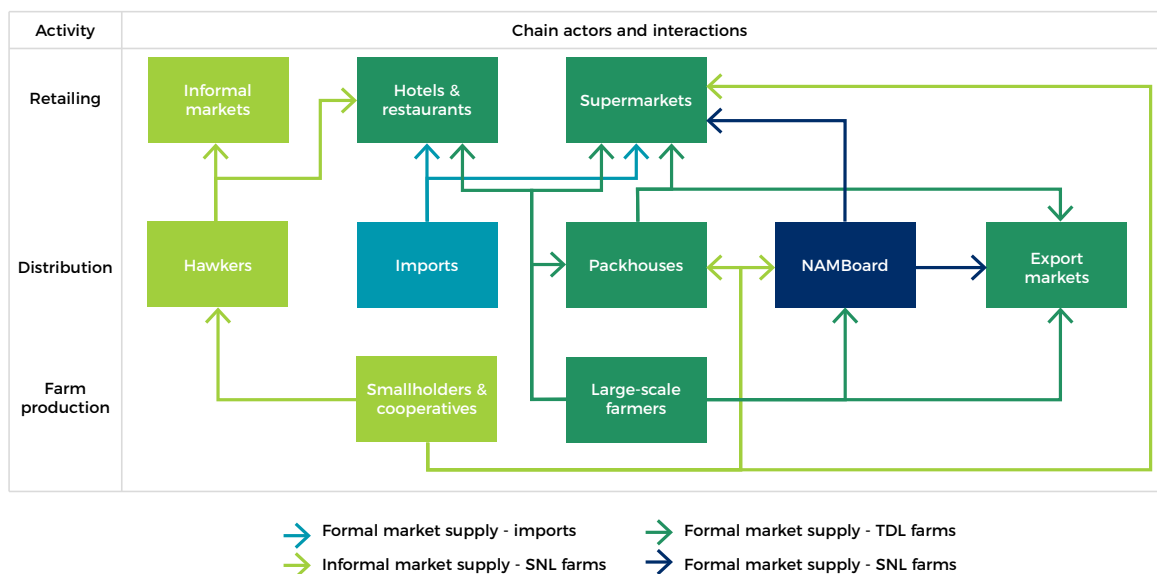 Activity
Chain actors and interactions
Retailing
Informal
markets
Hotels &
restaurants
Supermarkets
Distribution
Hawkers
Imports
Packhouses
NAMBoard
Export
markets
Farm
production
Smallholders &
cooperatives
Large-scale
farmers
Formal market supply - imports
Formal market supply - TDL farms
Informal market supply - SNL farms
Formal market supply - SNL farms